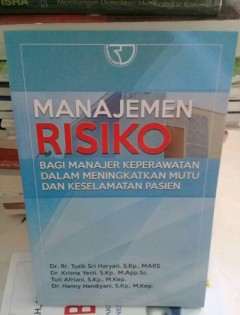 MANAJEMEN
RISIKO
BAGI MANAJER KEPERAWATAN
DALAM MENINGKATKAN MUTU
DAN KESELAMATAN PASIEN
Dr. Rr. Tutik Sri Haryati, S.Kp., MARS
Dr. Krisna Yetti, S.Kp., M.App.Sc.
Tuti Afriani, S.Kp., M.Kep.
Dr. Hanny Handiyani, S.Kp., M.Kep.